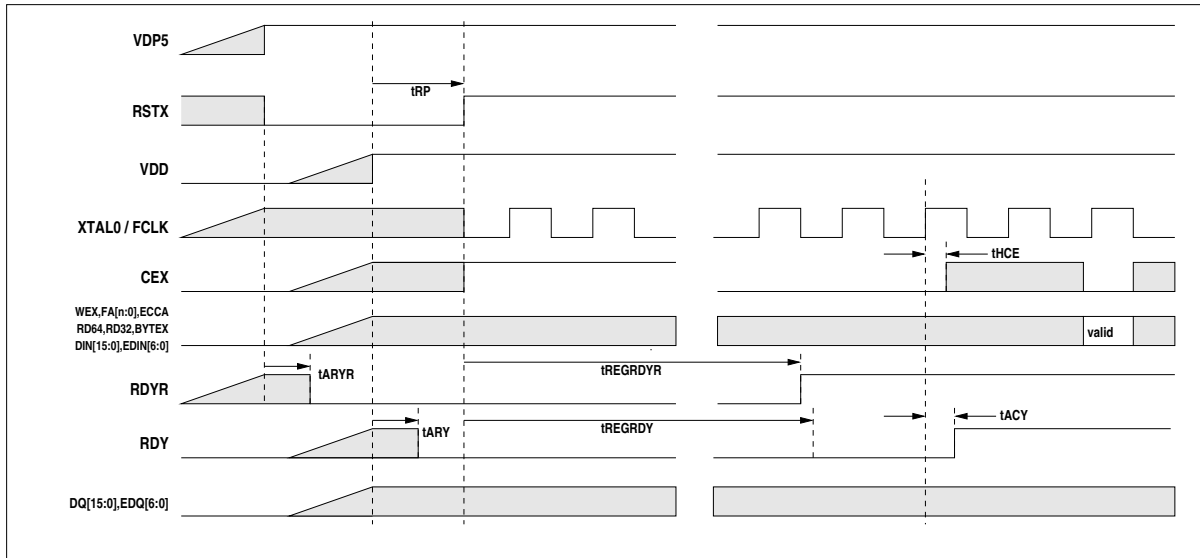 VDP5
tRP
RSTX
VDD
XTAL0 / FCLK
tHCE
CEX
WEX,FA[n:0],ECCA
RD64,RD32,BYTEX
valid
DIN[15:0],EDIN[6:0]
tREGRDYR
tARYR
RDYR
tACY
tREGRDY
tARY
RDY
DQ[15:0],EDQ[6:0]